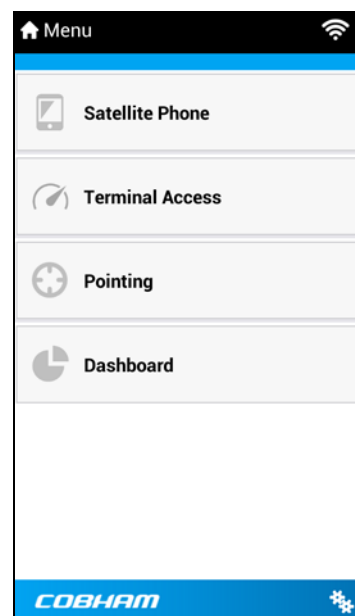 Menu
Satellite Phone
Terminal Access
Pointing
Dashboard
COBHAM